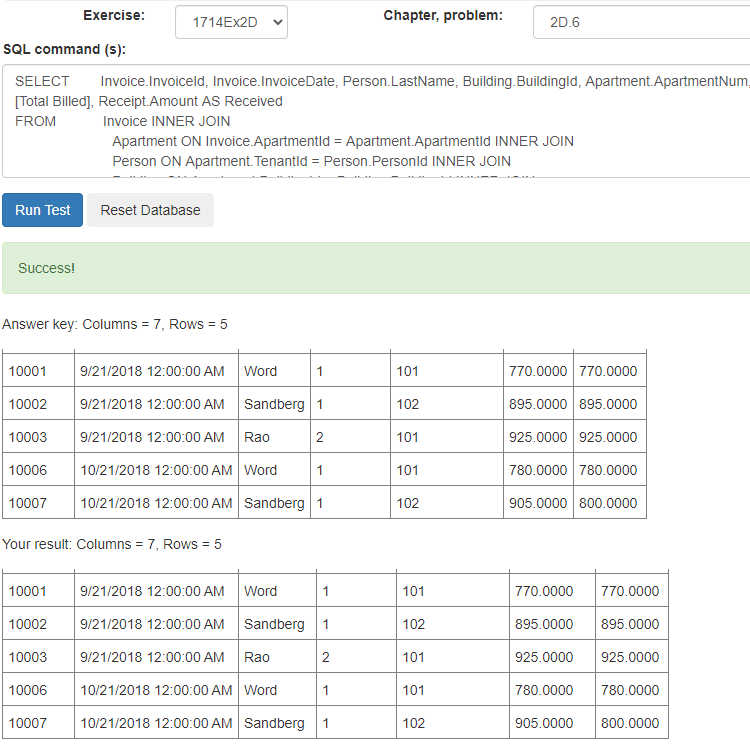 Exercise: 1714Ex2D Chapter, problem: 2D.6
SQL command (s):
SELECT Invoice.InvoiceId, Invoice.InvoiceDate, Person.LastName, Building.BuildingId, Apartment.ApartmentNum,
[Total Billed], Receipt.Amount AS Received
FROM Invoice INNER JOIN
Apartment ON Invoice.ApartmentId = Apartment.ApartmentId INNER JOIN
Person ON Apartment.TenantId = Person.PersonId INNER JOIN
Run Test Reset Database
Success!
Answer key: Columns = 7, Rows = 5
10001 9/21/2018 12:00:00 AM Word 1 101 770.0000 770.0000
10002 9/21/2018 12:00:00 AM Sandberg 1 102 895.0000 895.0000
10003 9/21/2018 12:00:00 AM Rao 2 101 925.0000 925.0000
10006 10/21/2018 12:00:00 AM Word 1 101 780.0000 780.0000
10007 10/21/2018 12:00:00 AM Sandberg 1 102 905.0000 800.0000
Your result: Columns = 7, Rows = 5
10001 9/21/2018 12:00:00 AM Word 1 101 770.0000 770.0000
10002 9/21/2018 12:00:00 AM Sandberg 1 102 895.0000 895.0000
10003 9/21/2018 12:00:00 AM Rao 2 101 925.0000 925.0000
10006 10/21/2018 12:00:00 AM Word 1 101 780.0000 780.0000
10007 10/21/2018 12:00:00 AM Sandberg 1 102 905.0000 800.0000